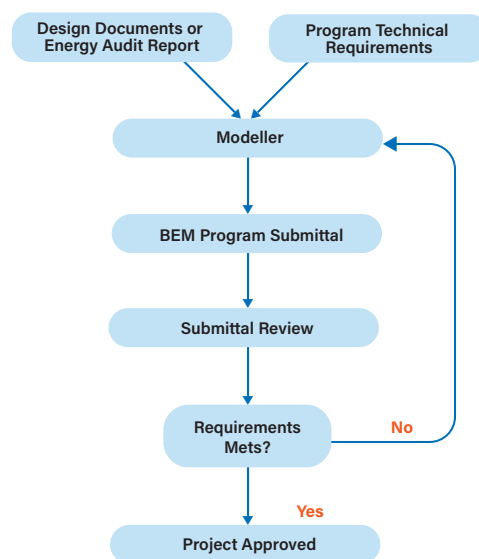 Design Documents or
Energy Audit Report
Program Technical
Requirements
Modeller
BEM Program Submittal
Submittal Review
Requirements
Mets?
No
Yes
Project Approved